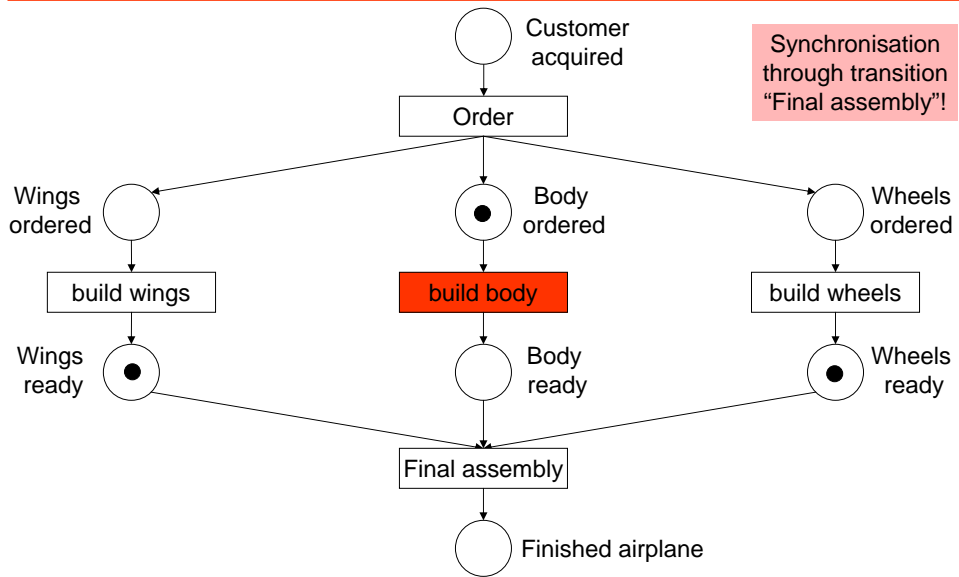 Customer
acquired
Synchronisation
through transition
“Final assembly”!
Order
Wings
ordered
Body
ordered
Wheels
ordered
build wings
build body
build wheels
Wings
ready
Body
ready
Wheels
ready
Final assembly
Finished airplane